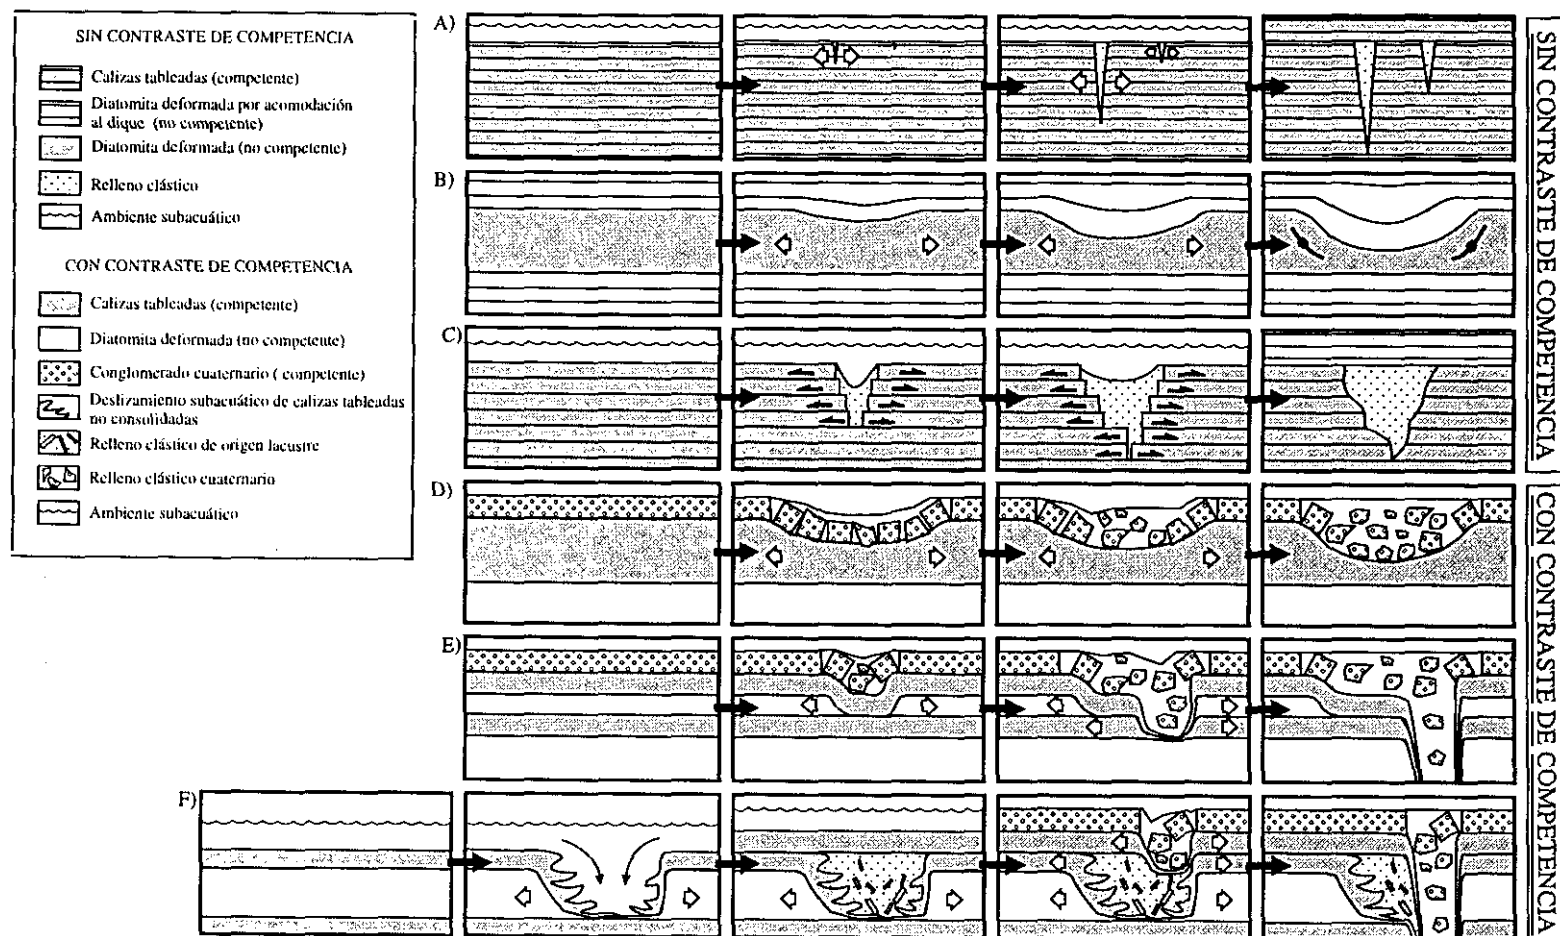 SIN CONTRASTE DE COMPETENCIA
Calizas tableadas (competente)
Diatomita deformada por acomodación
al dique (no competente)
Diatomita deformada (no competente)
Relleno clástico
Ambiente subacuático
CON CONTRASTE DE COMPETENCIA
Calizas tableadas (competente)
Diatomita deformada (no competente)
Conglomerado cuaternario ( competente)
Deslizamiento subacuático de calizas tableadas
no consolidadas
Relleno clástico de origen lacustre
Relleno clástico cuaternario
Ambiente subacuático
A)
B)
C)
D)
E)
F)
SIN CONTRASTE DE COMPETENCIA
CON CONTRASTE DE COMPETENCIA